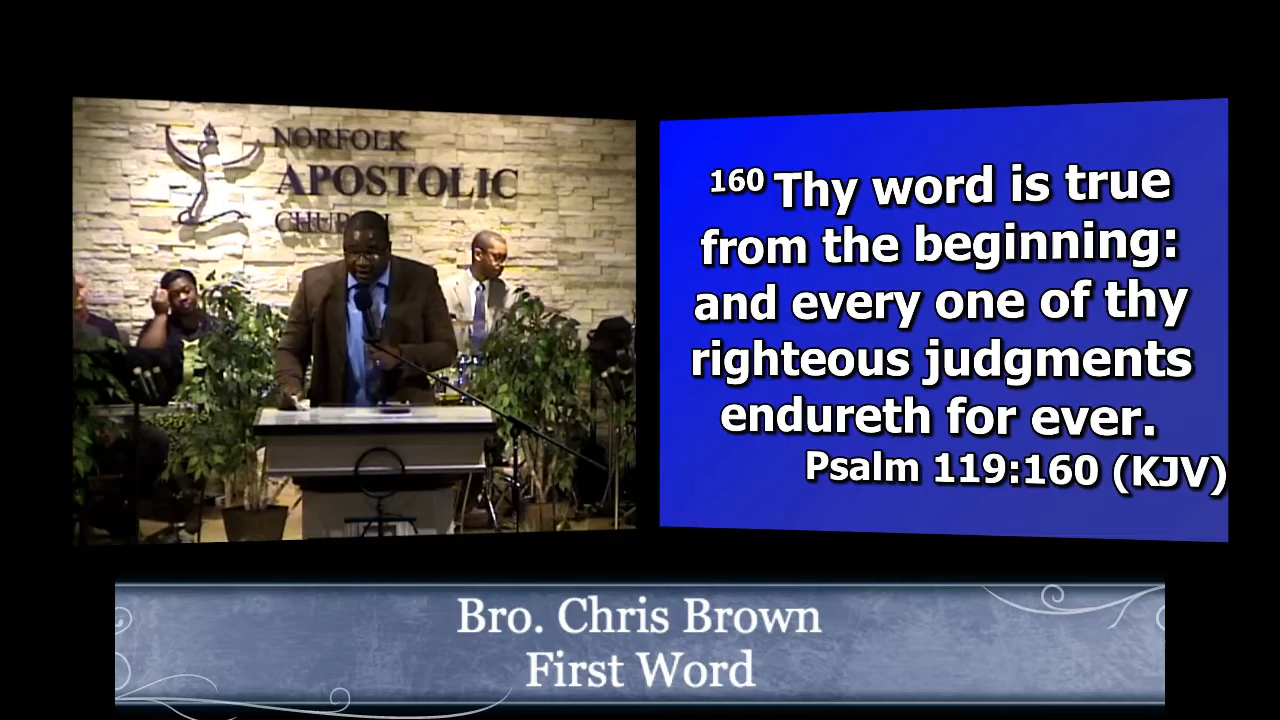 NORFOLK
APOSTOLIC
CHURCH
160 Thy word is true
from the beginning:
and every one of thy
righteous judgments
endureth for ever.
Psalm 119:160 (KJV)
Bro. Chris Brown
First Word